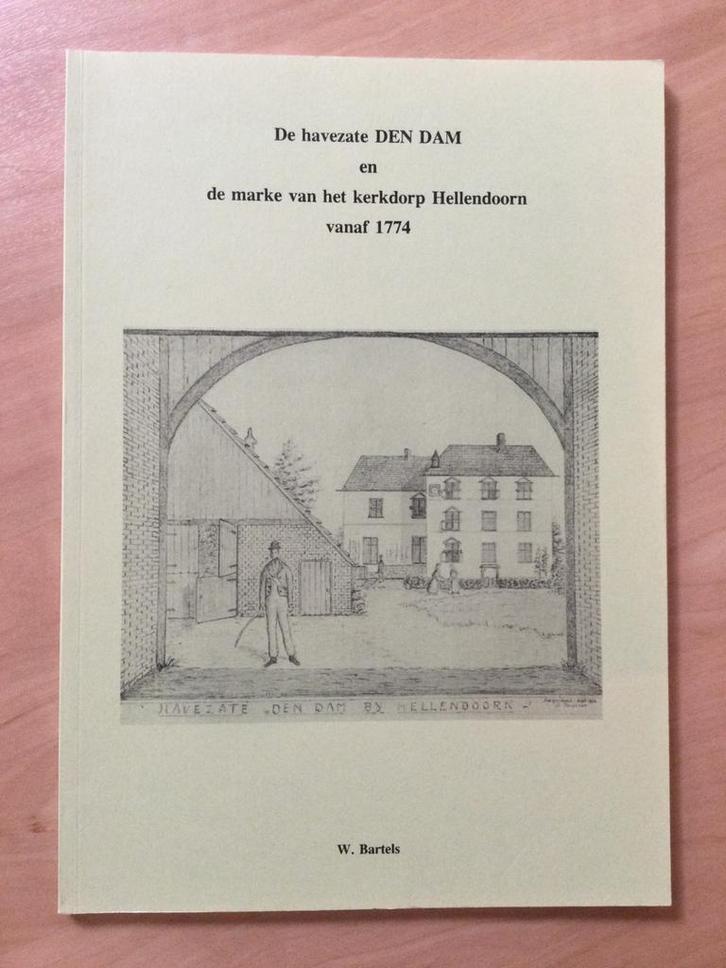 De havezate DEN DAM
en
de marke van het kerkdorp Hellendoorn
vanaf 1774
HAVEZATE „DEN DAM BY HELLENDOORN
W. Bartels